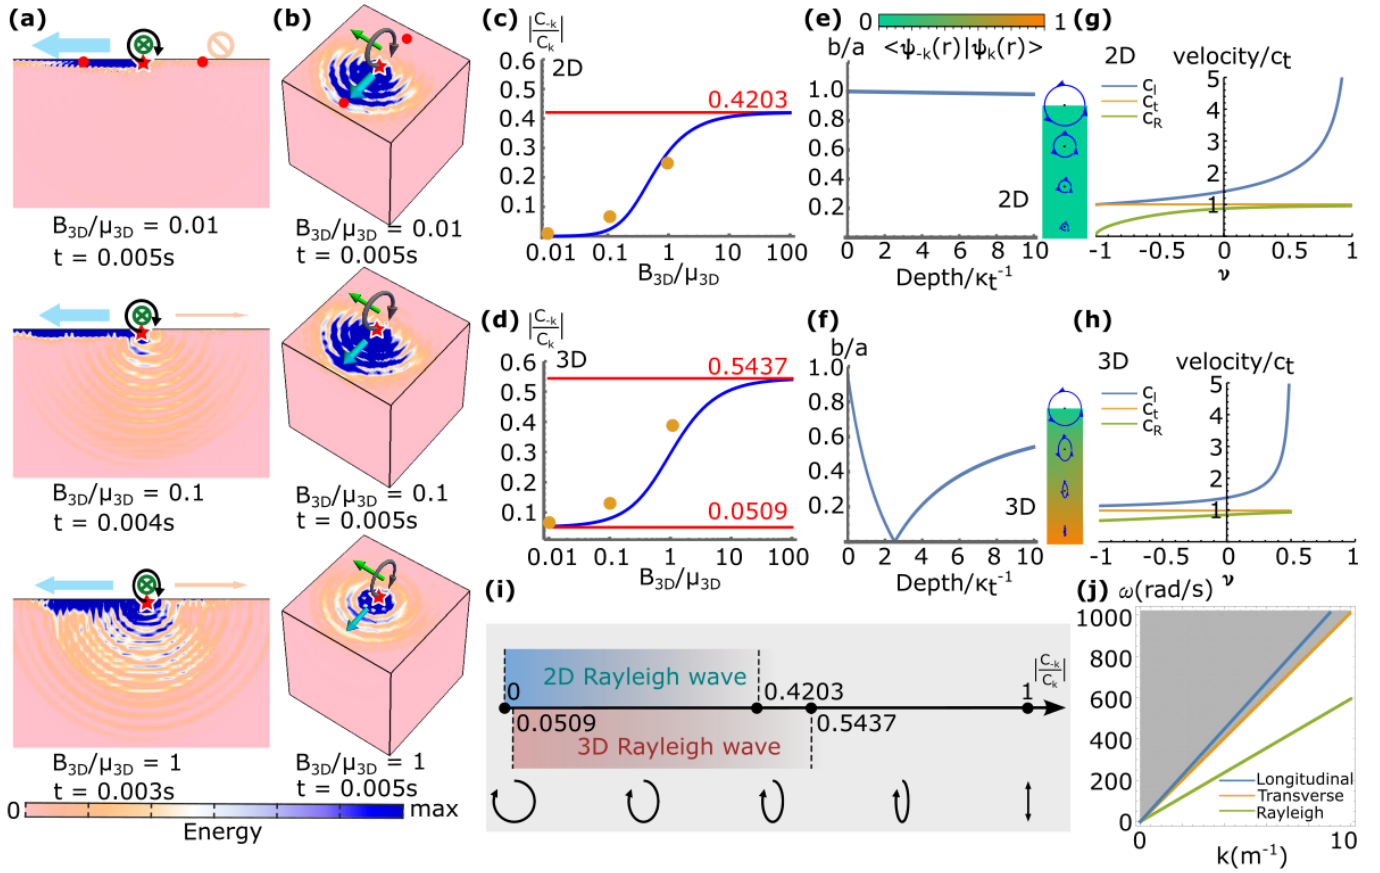 (a)
B3D/μ3D = 0.01
t = 0.005s
B3D/μ3D = 0.1
t = 0.004s
B3D/μ3D = 1
t = 0.003s
0
max
Energy
(b)
B3D/μ3D = 0.01
t = 0.005s
B3D/μ3D = 0.1
t = 0.005s
B3D/μ3D = 1
t = 0.005s
(c)
|C-k/Ck|
2D
0.4203
0.6
0.5
0.4
0.3
0.2
0.1
0.01 0.1 1 10 100
B3D/μ3D
(d)
|C-k/Ck|
3D
0.5437
0.0509
0.6
0.5
0.4
0.3
0.2
0.1
0.01 0.1 1 10 100
B3D/μ3D
(e)
0 1
<ψ-k(r)|ψk(r)>
b/a
1.0
0.8
0.6
0.4
0.2
2D
0 2 4 6 8 10
Depth/κt-1
(f)
b/a
1.0
0.8
0.6
0.4
0.2
3D
0 2 4 6 8 10
Depth/κt-1
(g)
2D
velocity/ct
cl
ct
cR
5
4
3
2
1
-1 -0.5 0 0.5 1
ν
(h)
3D
velocity/ct
cl
ct
cR
5
4
3
2
1
-1 -0.5 0 0.5 1
ν
(i)
2D Rayleigh wave
|C-k/Ck|
0 0.4203 1
0.0509 0.5437
3D Rayleigh wave
(j)
ω(rad/s)
1000
800
600
400
200
0
Longitudinal
Transverse
Rayleigh
0 10
k(m-1)